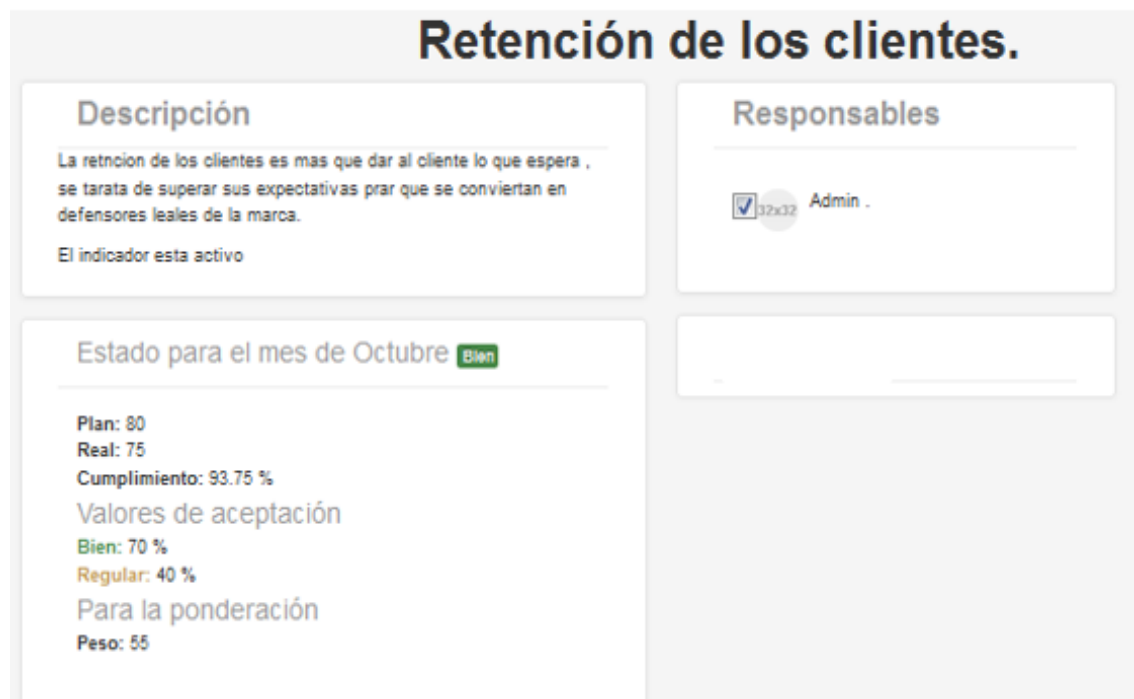 Retención de los clientes.
Descripción
La retncion de los clientes es mas que dar al cliente lo que espera ,
se tarata de superar sus expectativas prar que se conviertan en
defensores leales de la marca.
El indicador esta activo
Responsables
32x32 Admin .
Estado para el mes de Octubre Bien
Plan: 80
Real: 75
Cumplimiento: 93.75 %
Valores de aceptación
Bien: 70 %
Regular: 40 %
Para la ponderación
Peso: 55